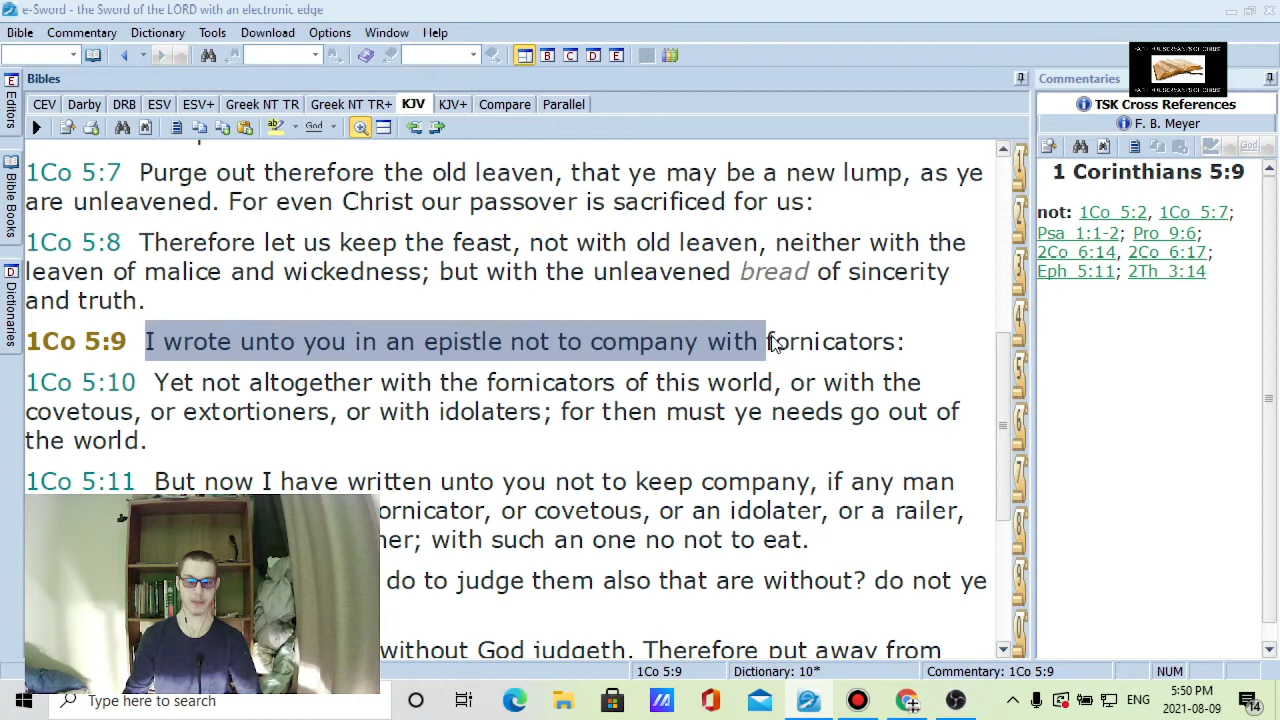 e-Sword - the Sword of the LORD with an electronic edge
Bible Commentary Dictionary Tools Download Options Window Help
B C D E
FAITHFUL SERVANTS OF CHRIST
Bibles
Commentaries
CEV Darby DRB ESV ESV+ Greek NT TR Greek NT TR+ KJV KJV+ Compare Parallel
TSK Cross References
F. B. Meyer
God
God
E Editors
Bible Books
D Dictionaries
1Co 5:7 Purge out therefore the old leaven, that ye may be a new lump, as ye
are unleavened. For even Christ our passover is sacrificed for us:
1Co 5:8 Therefore let us keep the feast, not with old leaven, neither with the
leaven of malice and wickedness; but with the unleavened bread of sincerity
and truth.
1Co 5:9 I wrote unto you in an epistle not to company with fornicators:
1Co 5:10 Yet not altogether with the fornicators of this world, or with the
covetous, or extortioners, or with idolaters; for then must ye needs go out of
the world.
1Co 5:11 But now I have written unto you not to keep company, if any man
ornicator, or covetous, or an idolater, or a railer,
ner; with such an one no not to eat.
do to judge them also that are without? do not ye
without God judgeth. Therefore put away from
1 Corinthians 5:9
not: 1Co 5:2, 1Co 5:7;
Psa 1:1-2; Pro 9:6;
2Co 6:14, 2Co 6:17;
Eph 5:11; 2Th 3:14
1Co 5:9 Dictionary: 10* Commentary: 1Co 5:9 NUM
Type here to search
ENG
5:50 PM
2021-08-09
14